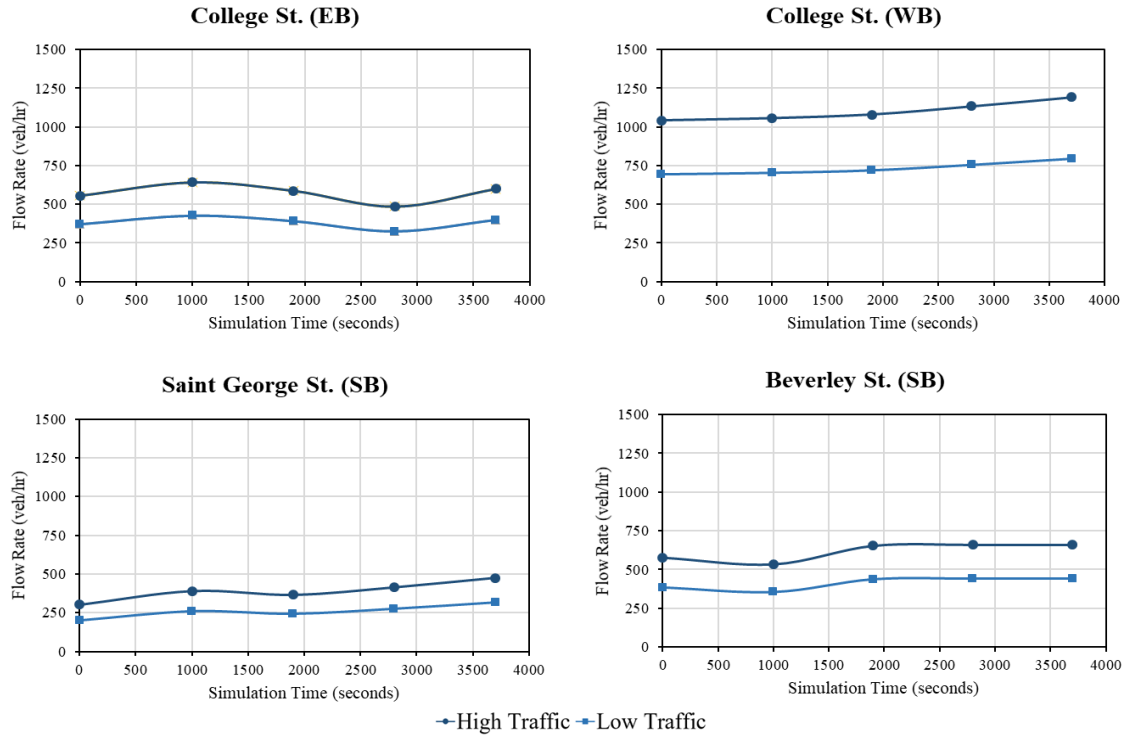 College St. (EB)
1500
1250
1000
750
500
250
0
Flow Rate (veh/hr)
0 500 1000 1500 2000 2500 3000 3500 4000
Simulation Time (seconds)
College St. (WB)
1500
1250
1000
750
500
250
0
Flow Rate (veh/hr)
0 500 1000 1500 2000 2500 3000 3500 4000
Simulation Time (seconds)
Saint George St. (SB)
1500
1250
1000
750
500
250
0
Flow Rate (veh/hr)
0 500 1000 1500 2000 2500 3000 3500 4000
Simulation Time (seconds)
Beverley St. (SB)
1500
1250
1000
750
500
250
0
Flow Rate (veh/hr)
0 500 1000 1500 2000 2500 3000 3500 4000
Simulation Time (seconds)
High Traffic Low Traffic